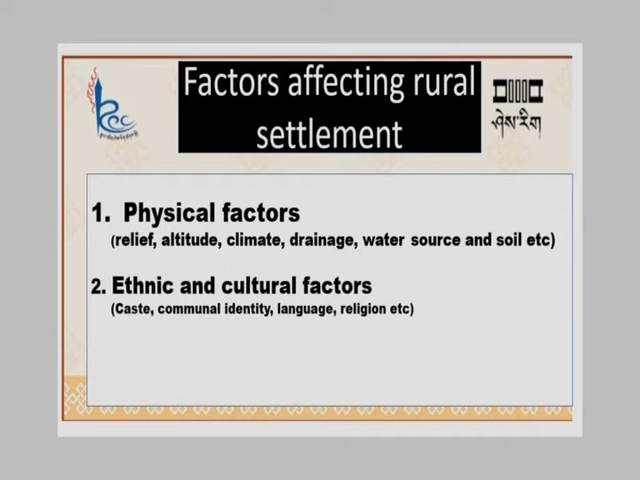 Factors affecting rural
settlement
ཤེས་རིག
1. Physical factors
(relief, altitude, climate, drainage, water source and soil etc)
2. Ethnic and cultural factors
(Caste, communal identity, language, religion etc)